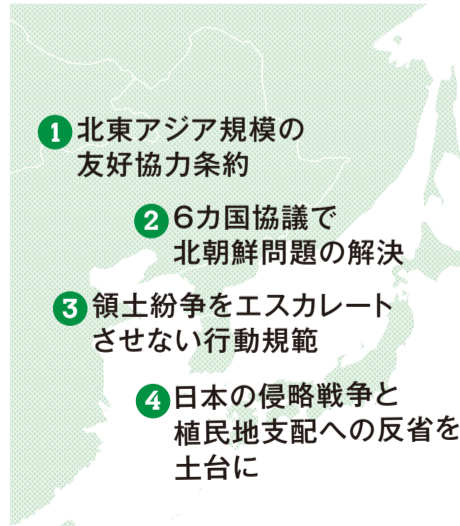 1 北東アジア規模の
友好協力条約
2 6カ国協議で
北朝鮮問題の解決
3 領土紛争をエスカレート
させない行動規範
4 日本の侵略戦争と
植民地支配への反省を
土台に